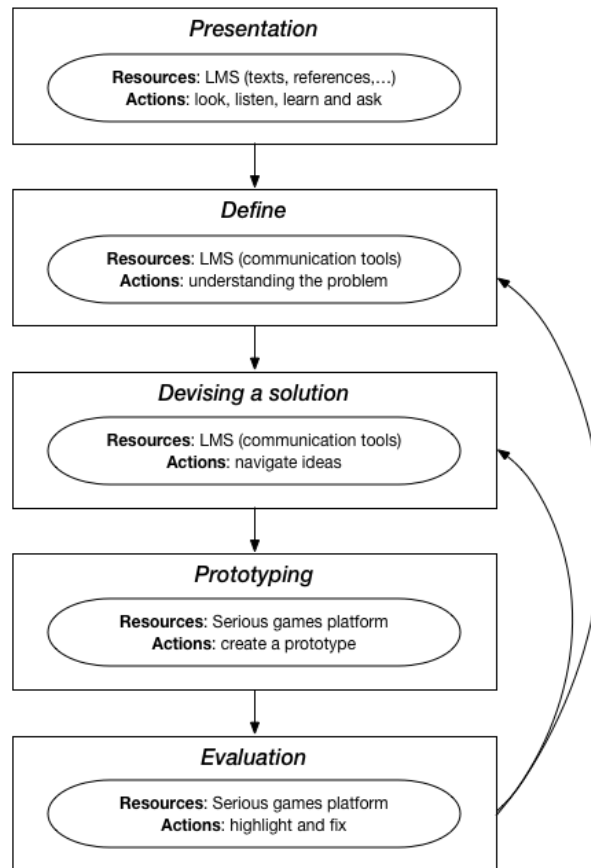 Presentation
Resources: LMS (texts, references,...)
Actions: look, listen, learn and ask
Define
Resources: LMS (communication tools)
Actions: understanding the problem
Devising a solution
Resources: LMS (communication tools)
Actions: navigate ideas
Prototyping
Resources: Serious games platform
Actions: create a prototype
Evaluation
Resources: Serious games platform
Actions: highlight and fix